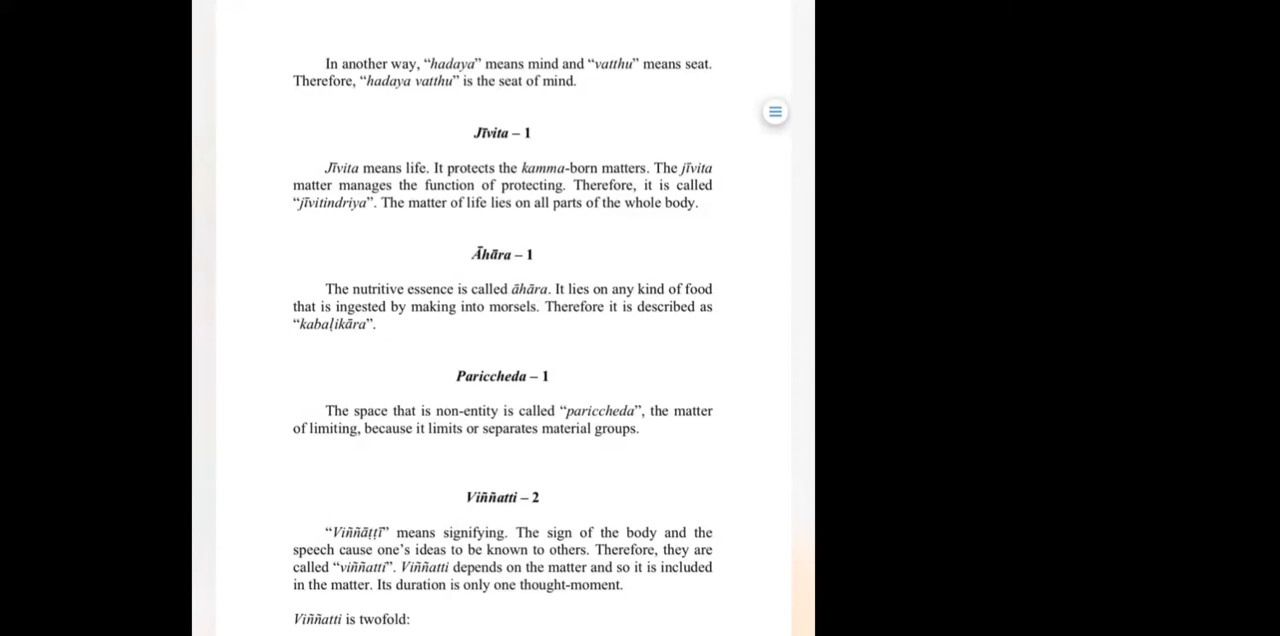 In another way, “hadaya” means mind and “vatthu” means seat.
Therefore, “hadaya vatthu” is the seat of mind.
Jīvita – 1
Jīvita means life. It protects the kamma-born matters. The jīvita
matter manages the function of protecting. Therefore, it is called
“jīvitindriya”. The matter of life lies on all parts of the whole body.
Āhāra – 1
The nutritive essence is called āhāra. It lies on any kind of food
that is ingested by making into morsels. Therefore it is described as
“kabaḷikāra”.
Pariccheda – 1
The space that is non-entity is called “pariccheda”, the matter
of limiting, because it limits or separates material groups.
Viññatti – 2
“Viññāṭṭī” means signifying. The sign of the body and the
speech cause one’s ideas to be known to others. Therefore, they are
called “viññatti”. Viññatti depends on the matter and so it is included
in the matter. Its duration is only one thought-moment.
Viññatti is twofold: